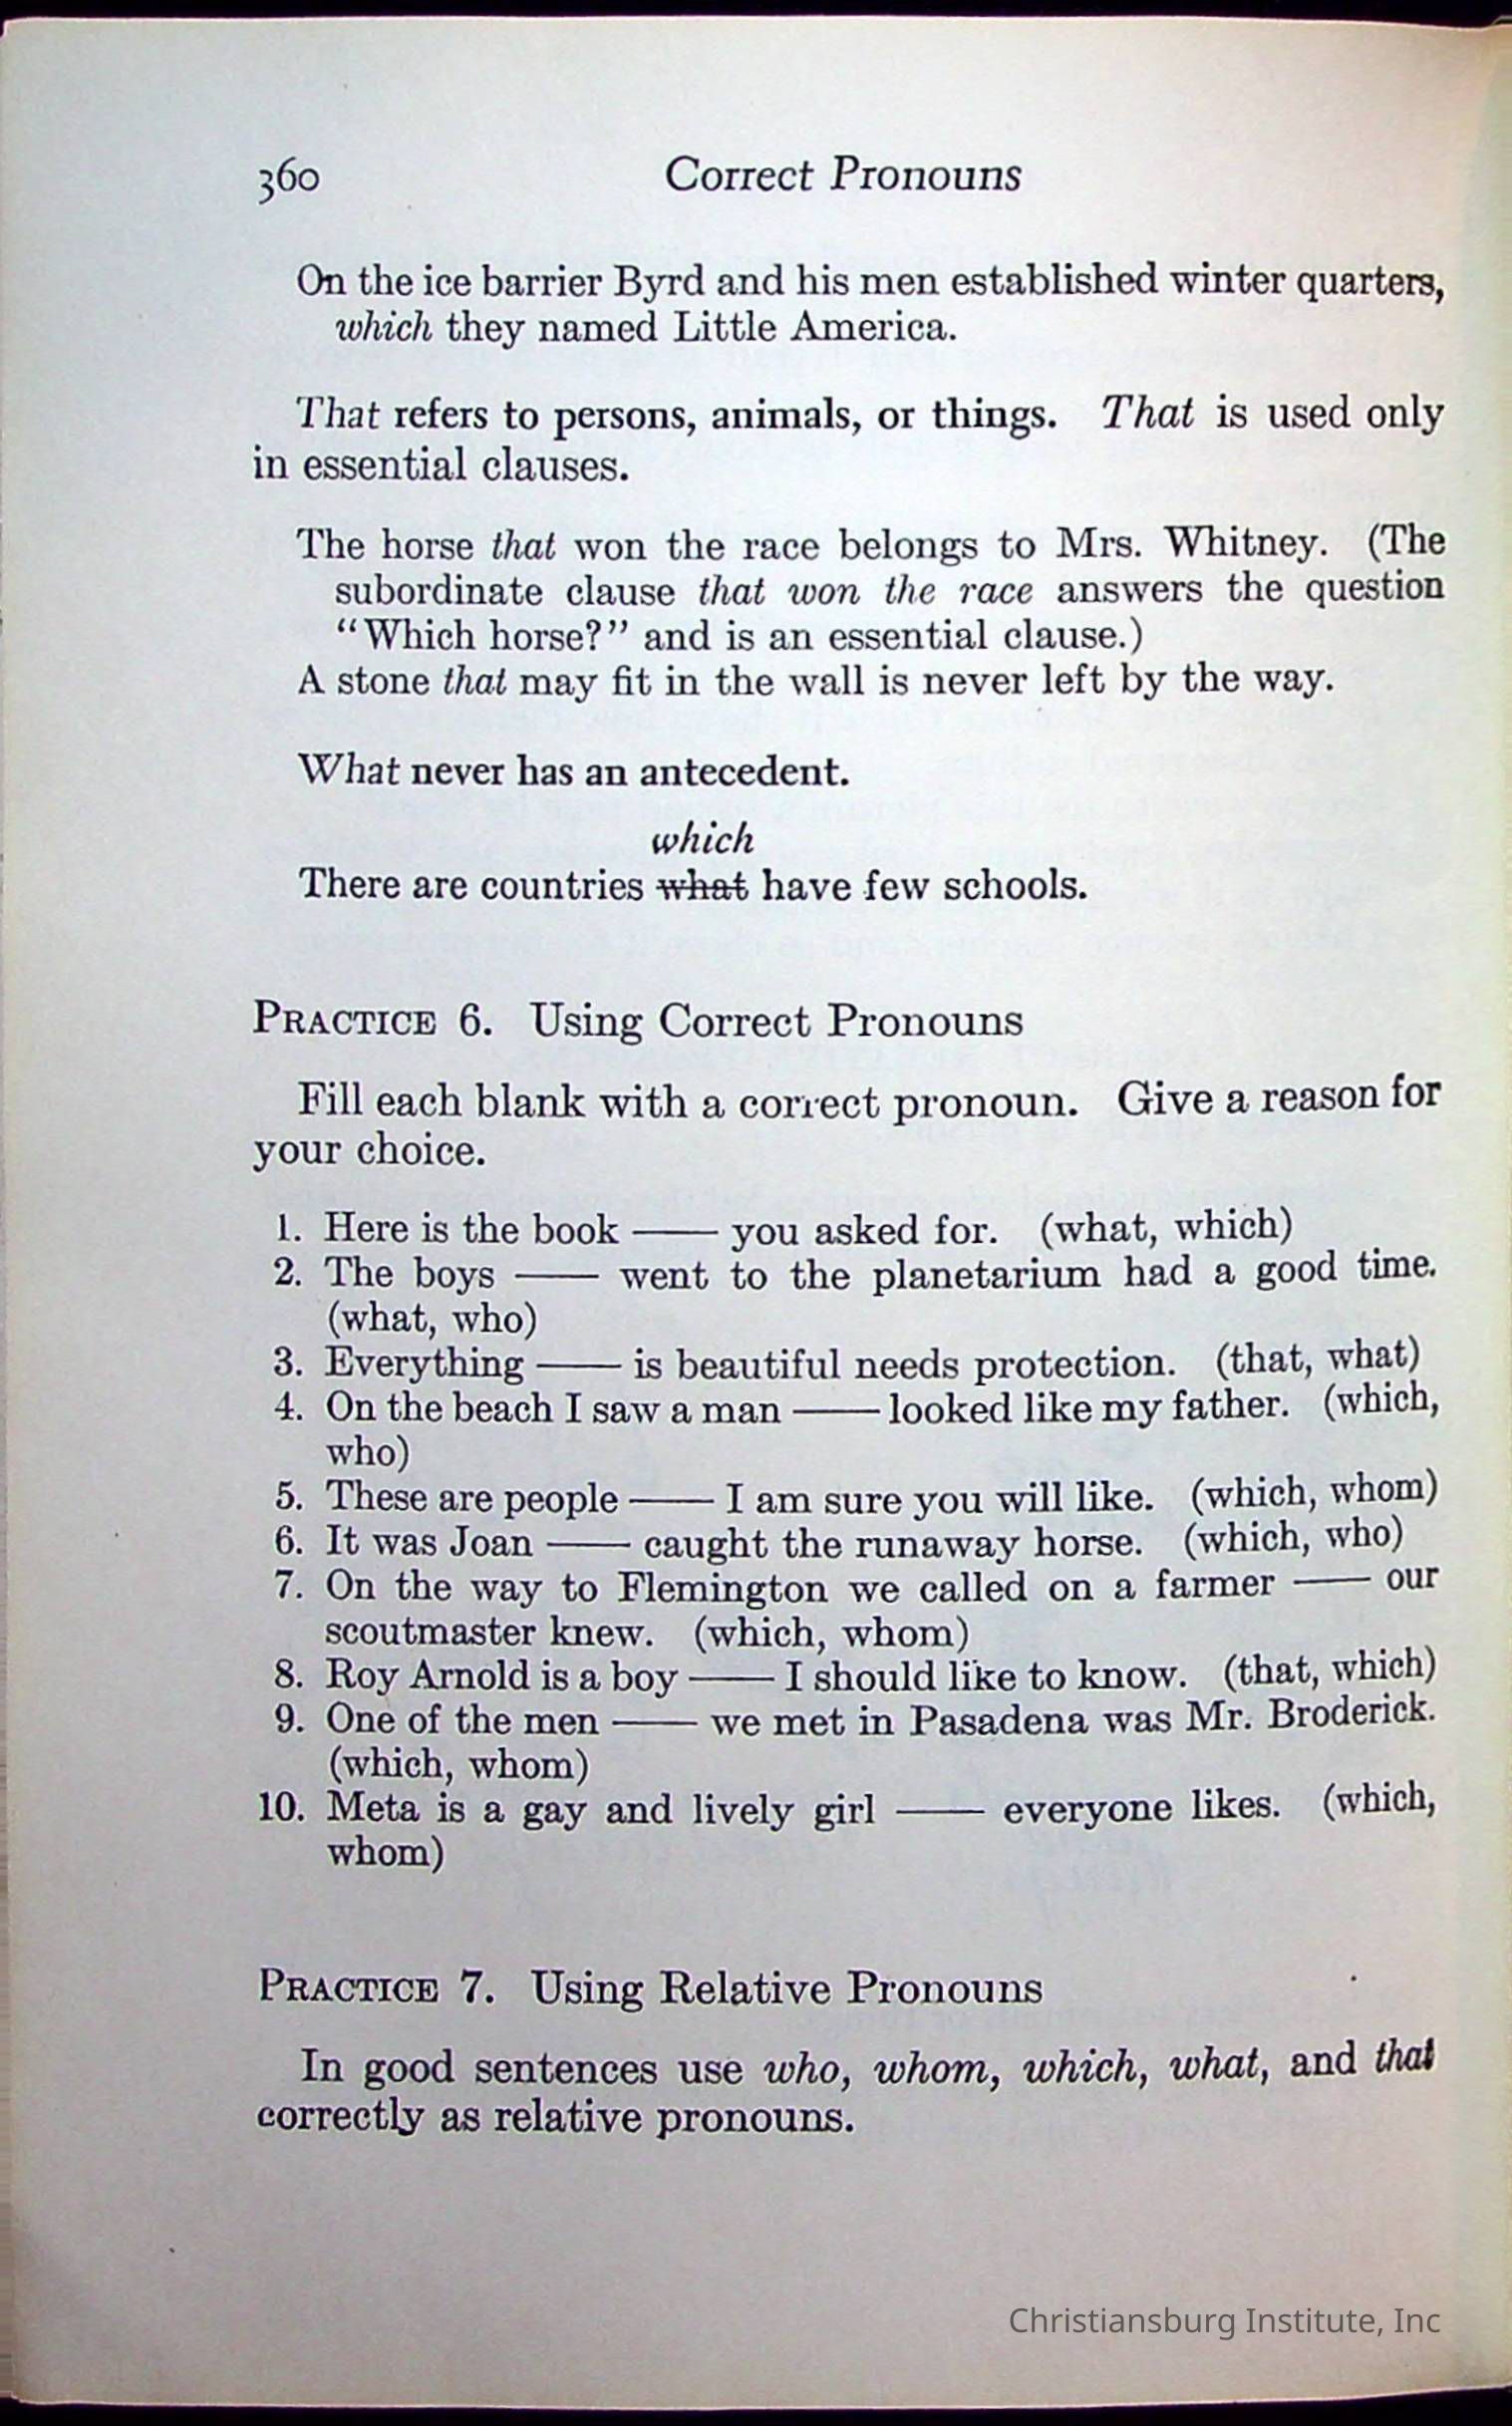 360 Correct Pronouns
On the ice barrier Byrd and his men established winter quarters,
which they named Little America.
That refers to persons, animals, or things. That is used only
in essential clauses.
The horse that won the race belongs to Mrs. Whitney. (The
subordinate clause that won the race answers the question
“Which horse?” and is an essential clause.)
A stone that may fit in the wall is never left by the way.
What never has an antecedent.
which
There are countries what have few schools.
PRACTICE 6. Using Correct Pronouns
Fill each blank with a correct pronoun. Give a reason for
your choice.
1. Here is the book —— you asked for. (what, which)
2. The boys —— went to the planetarium had a good time.
(what, who)
3. Everything —— is beautiful needs protection. (that, what)
4. On the beach I saw a man —— looked like my father. (which,
who)
5. These are people —— I am sure you will like. (which, whom)
6. It was Joan —— caught the runaway horse. (which, who)
7. On the way to Flemington we called on a farmer —— our
scoutmaster knew. (which, whom)
8. Roy Arnold is a boy —— I should like to know. (that, which)
9. One of the men —— we met in Pasadena was Mr. Broderick.
(which, whom)
10. Meta is a gay and lively girl —— everyone likes. (which,
whom)
PRACTICE 7. Using Relative Pronouns
In good sentences use who, whom, which, what, and that
correctly as relative pronouns.
Christiansburg Institute, Inc